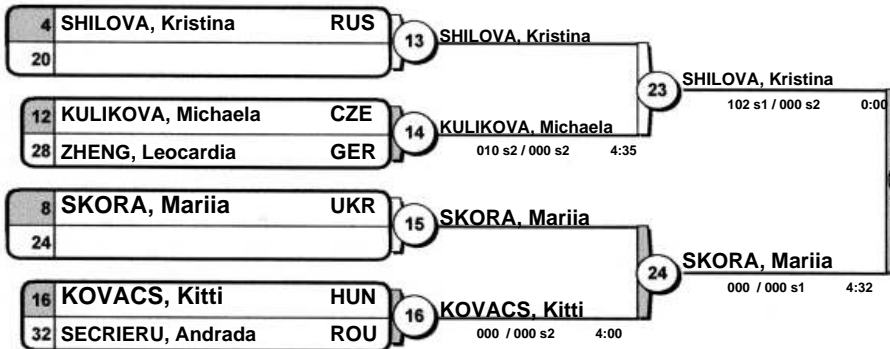 4 SHILOVA, Kristina RUS
20
13 SHILOVA, Kristina
23 SHILOVA, Kristina
102 s1 / 000 s2 0:00
12 KULIKOVA, Michaela CZE
28 ZHENG, Leocardia GER
14 KULIKOVA, Michaela
010 s2 / 000 s2 4:35
8 SKORA, Mariia UKR
24
15 SKORA, Mariia
24 SKORA, Mariia
000 / 000 s1 4:32
16 KOVACS, Kitti HUN
32 SECRIERU, Andrada ROU
16 KOVACS, Kitti
000 / 000 s2 4:00